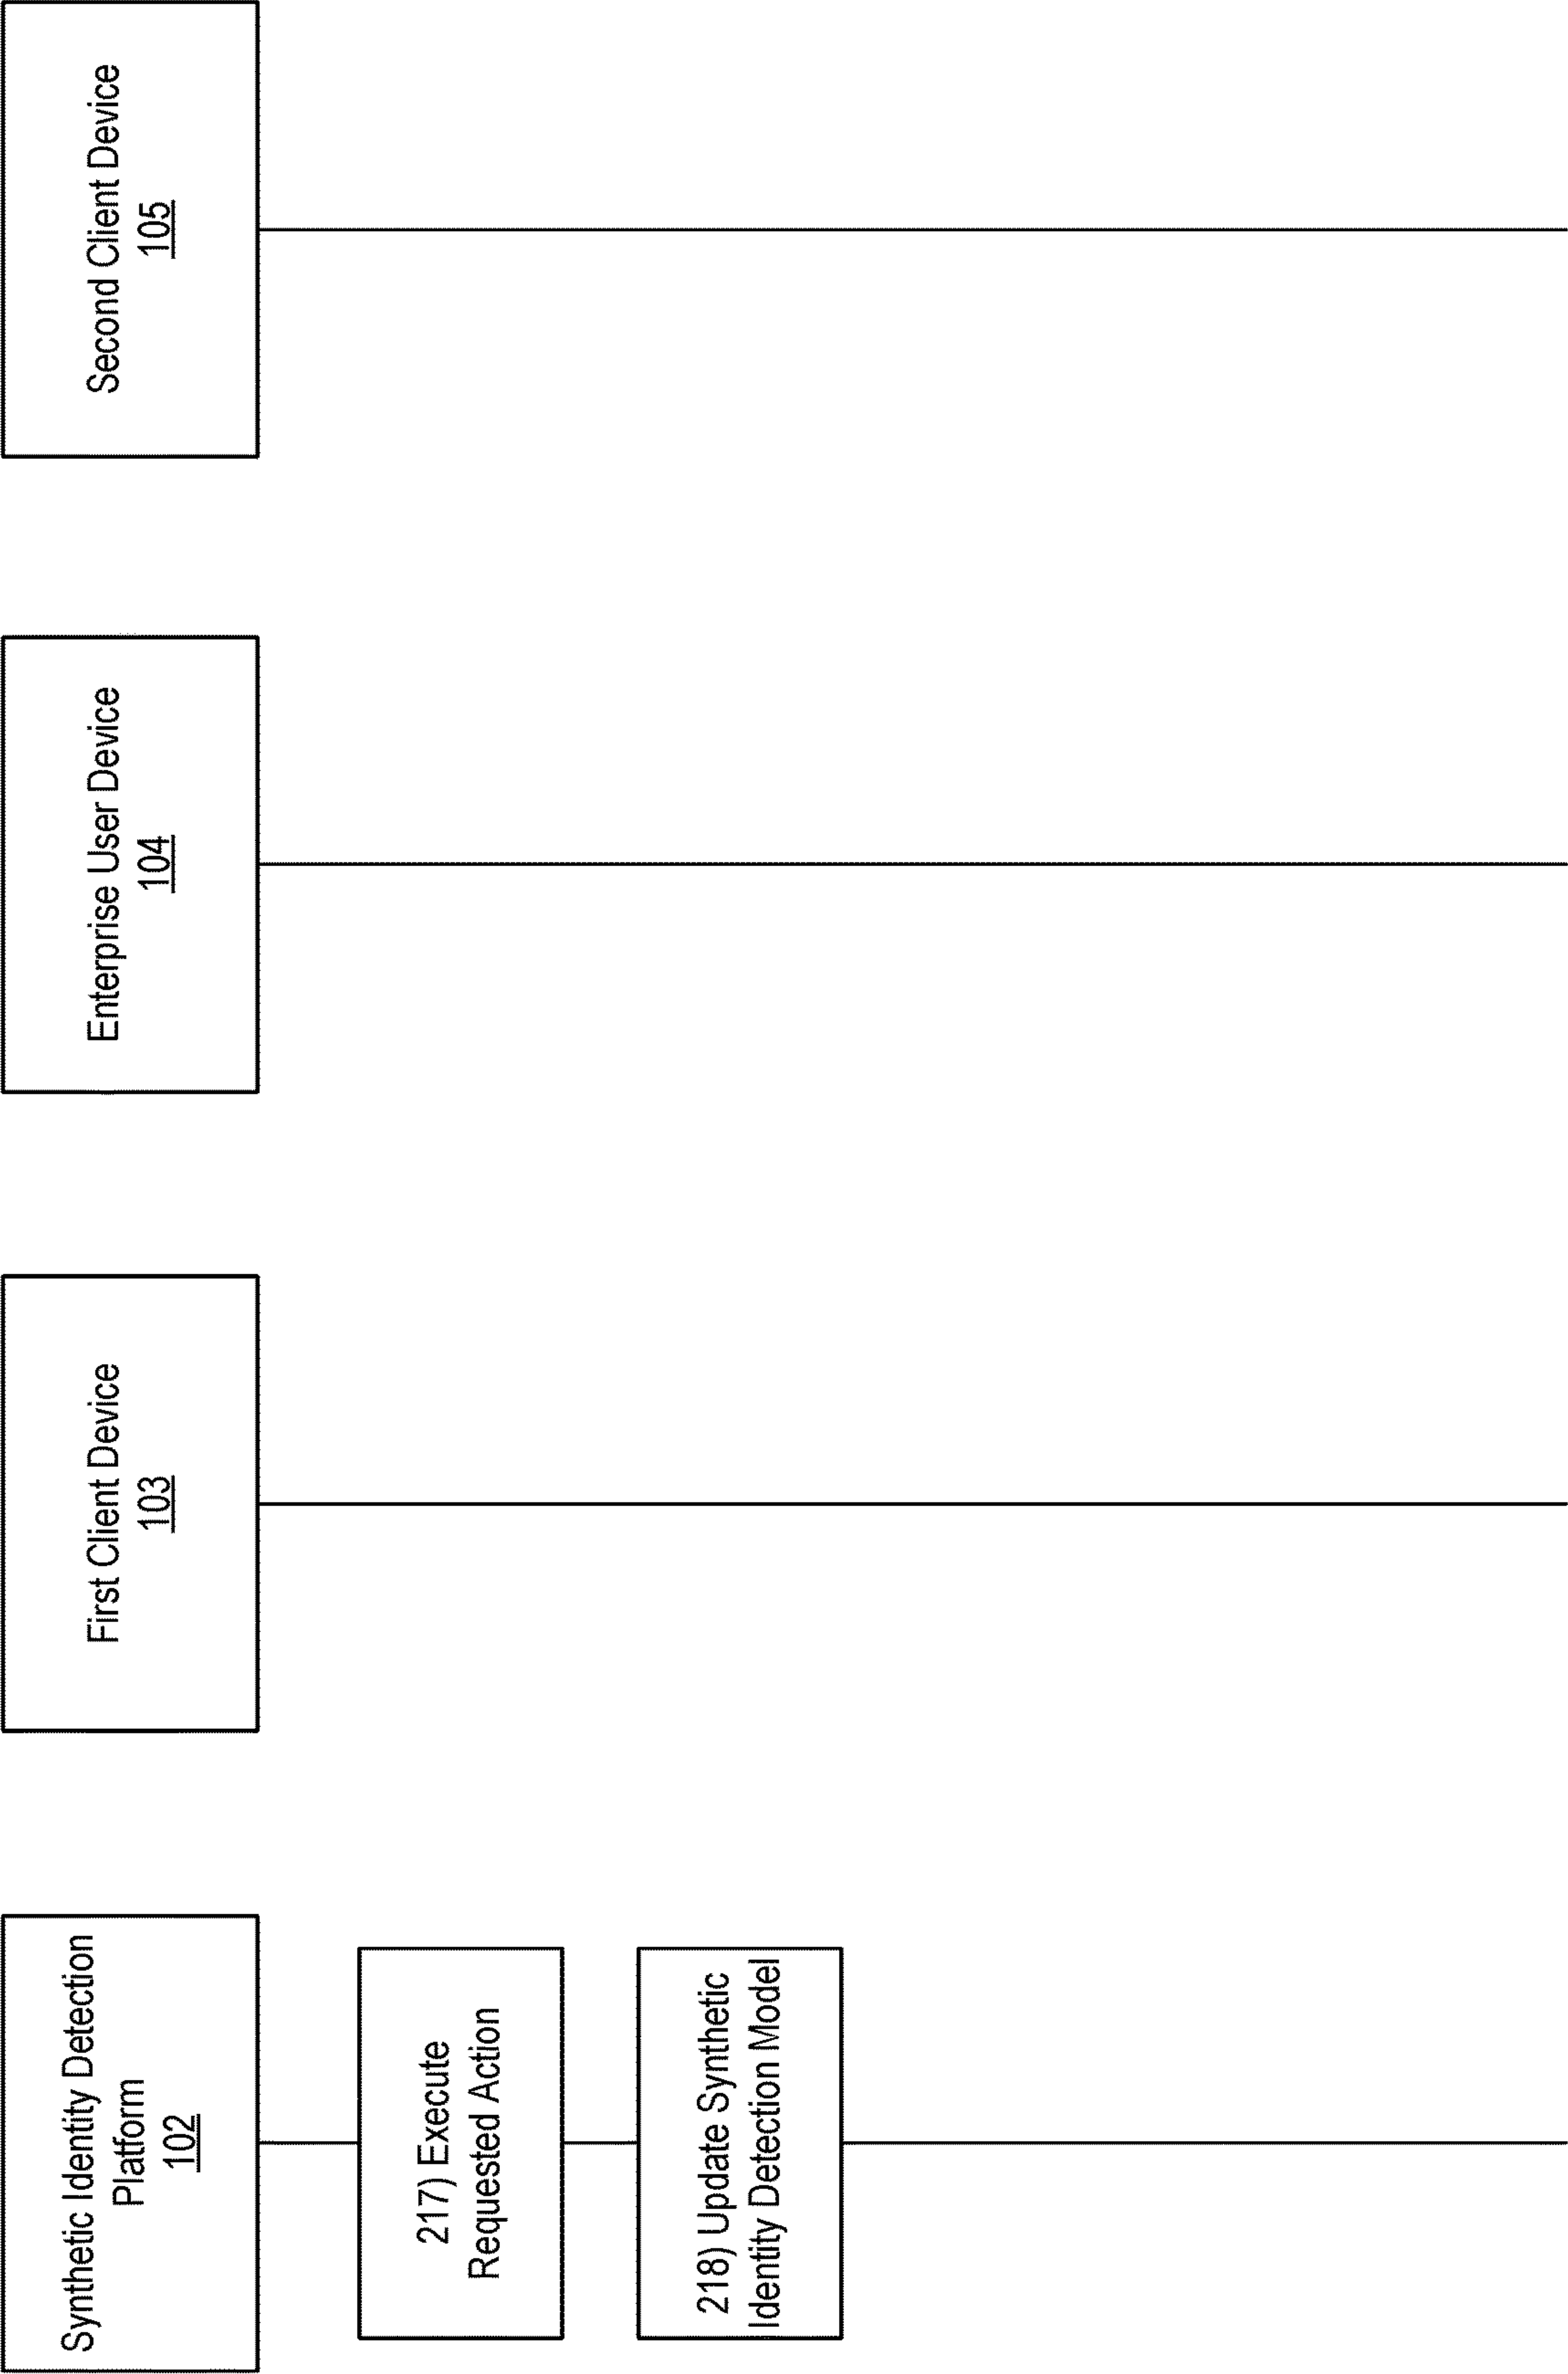 Synthetic Identity Detection
Platform
102
First Client Device
103
Enterprise User Device
104
Second Client Device
105
217) Execute
Requested Action
218) Update Synthetic
Identity Detection Model